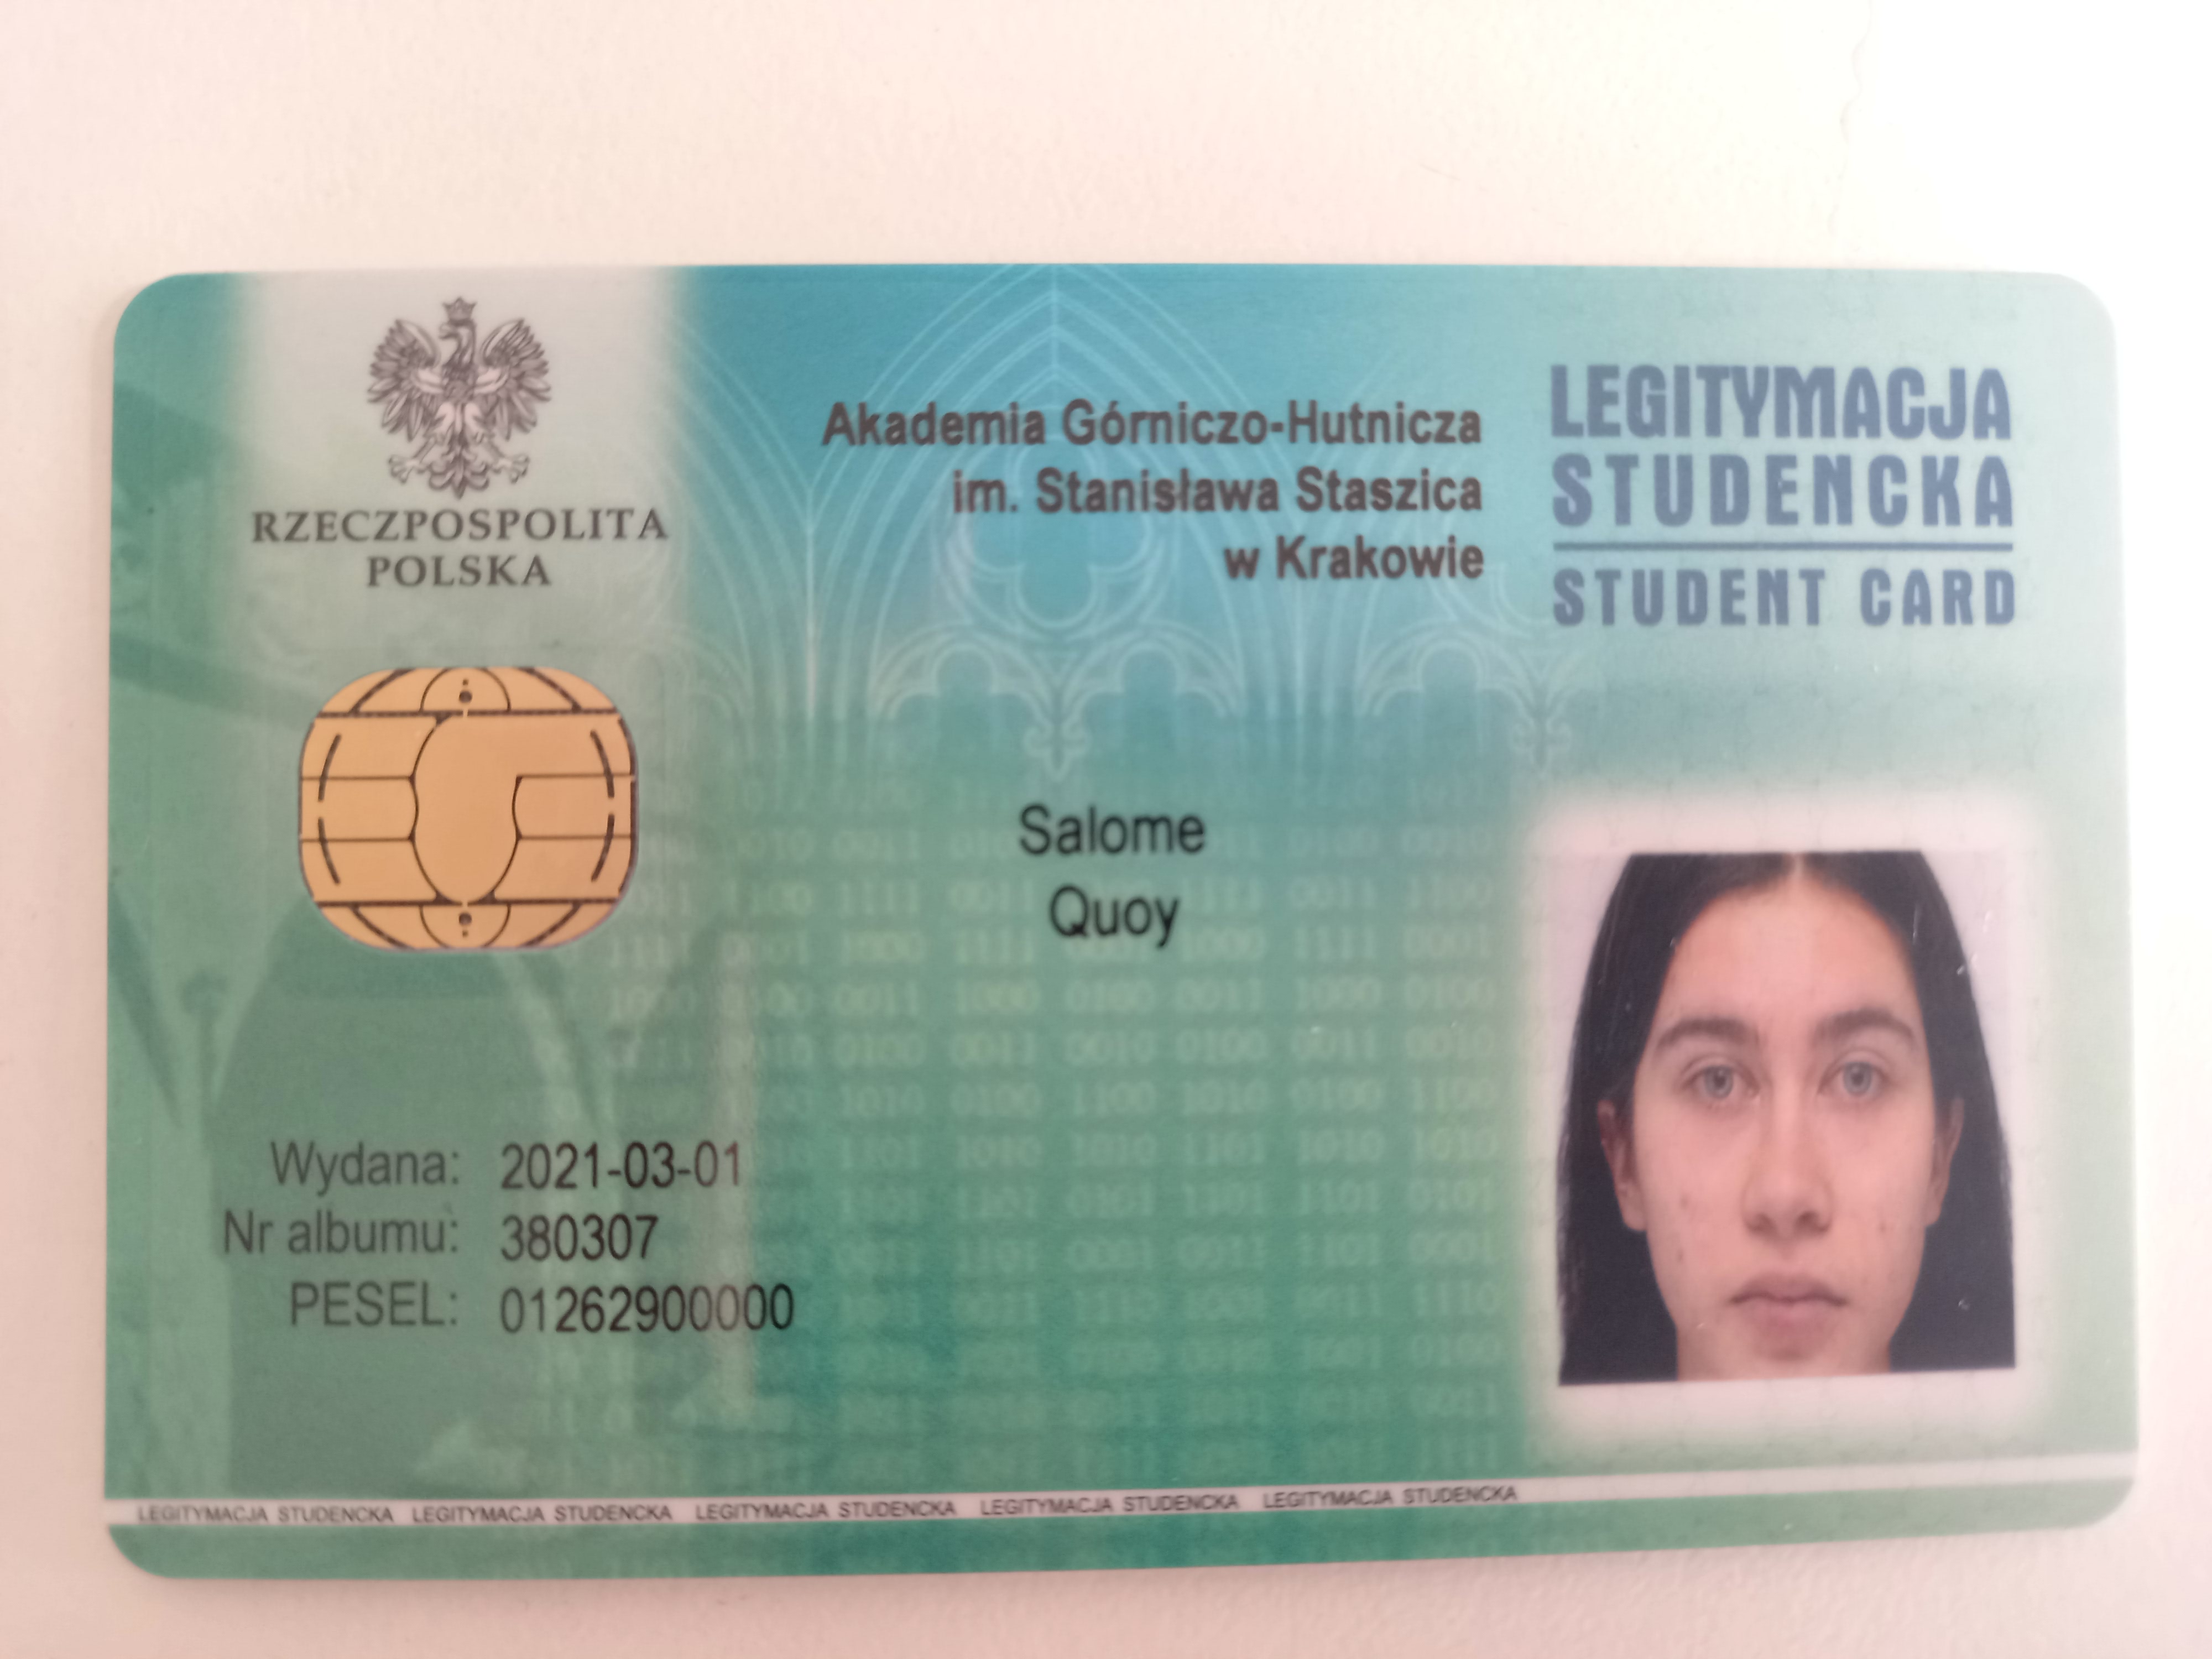 RZECZPOSPOLITA
POLSKA
Akademia Górniczo-Hutnicza
im. Stanisława Staszica
w Krakowie
LEGITYMACJA
STUDENCKA
STUDENT CARD
Salome
Quoy
Wydana: 2021-03-01
Nr albumu: 380307
PESEL: 01262900000
LEGITYMACJA STUDENCKA LEGITYMACJA STUDENCKA LEGITYMACJA STUDENCKA LEGITYMACJA STUDENCKA LEGITYMACJA STUDENCKA